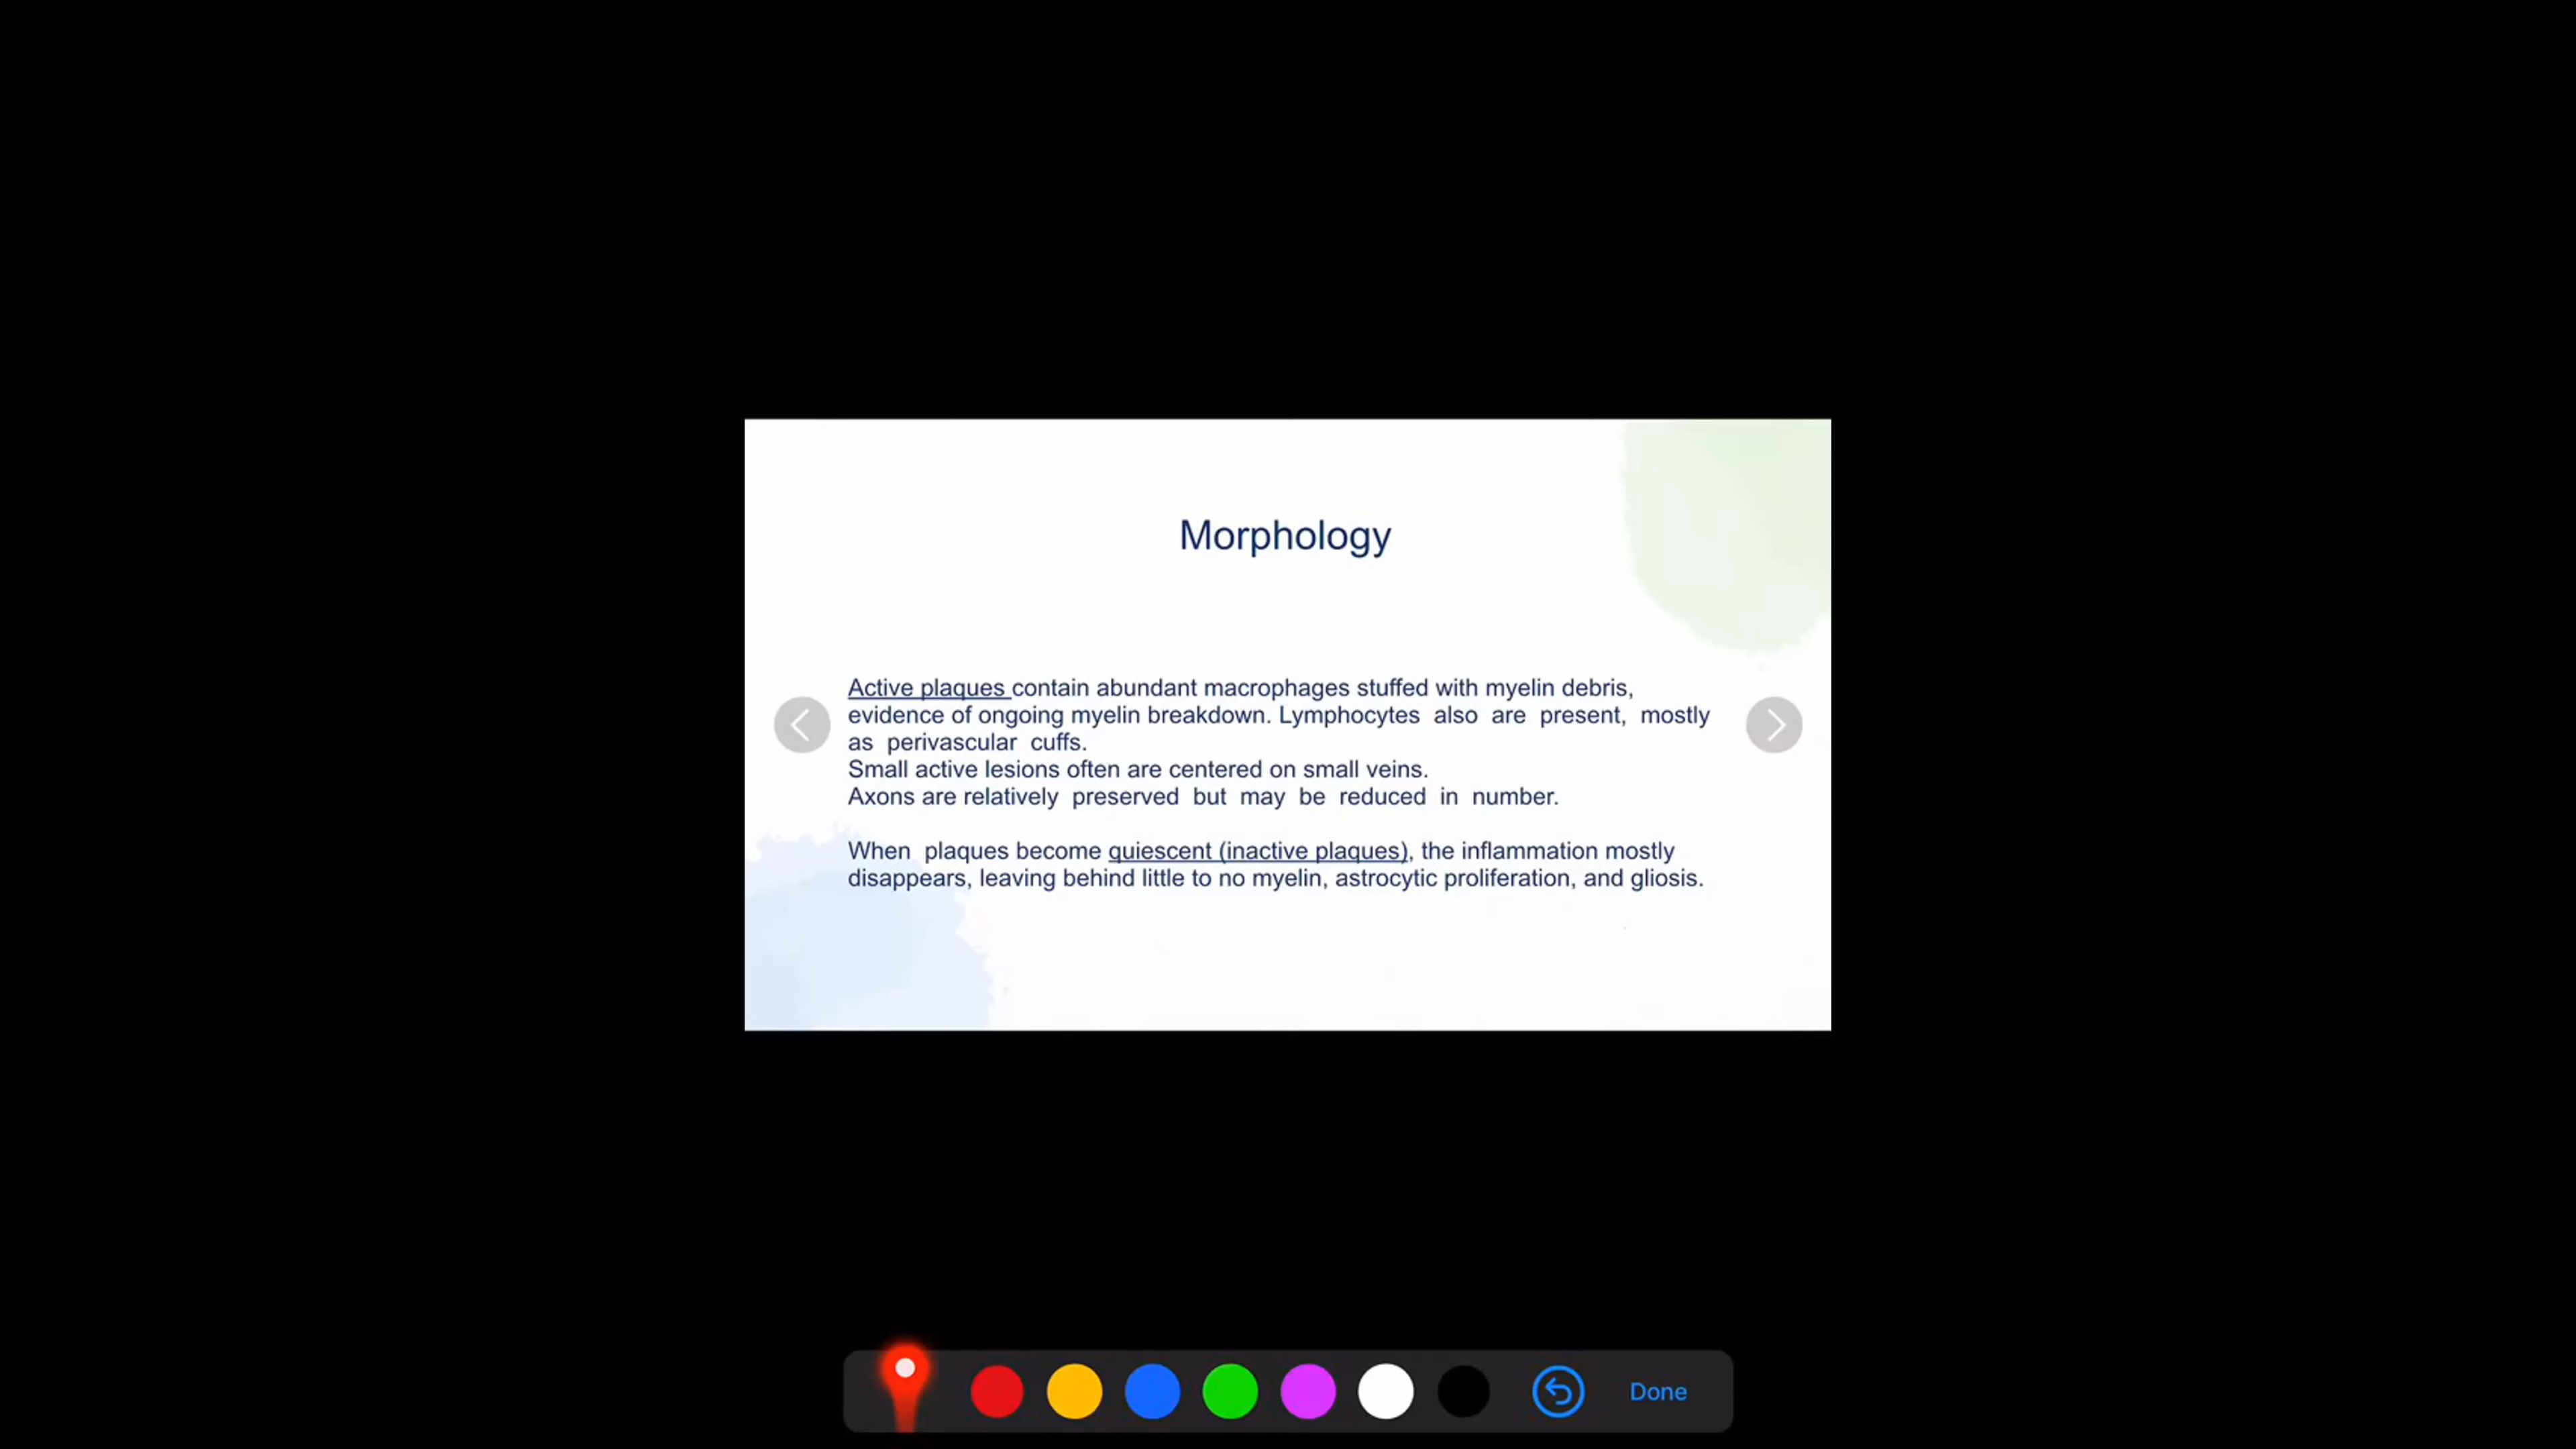 Morphology
Active plaques contain abundant macrophages stuffed with myelin debris,
evidence of ongoing myelin breakdown. Lymphocytes also are present, mostly
as perivascular cuffs.
Small active lesions often are centered on small veins.
Axons are relatively preserved but may be reduced in number.
When plaques become quiescent (inactive plaques), the inflammation mostly
disappears, leaving behind little to no myelin, astrocytic proliferation, and gliosis.
Done